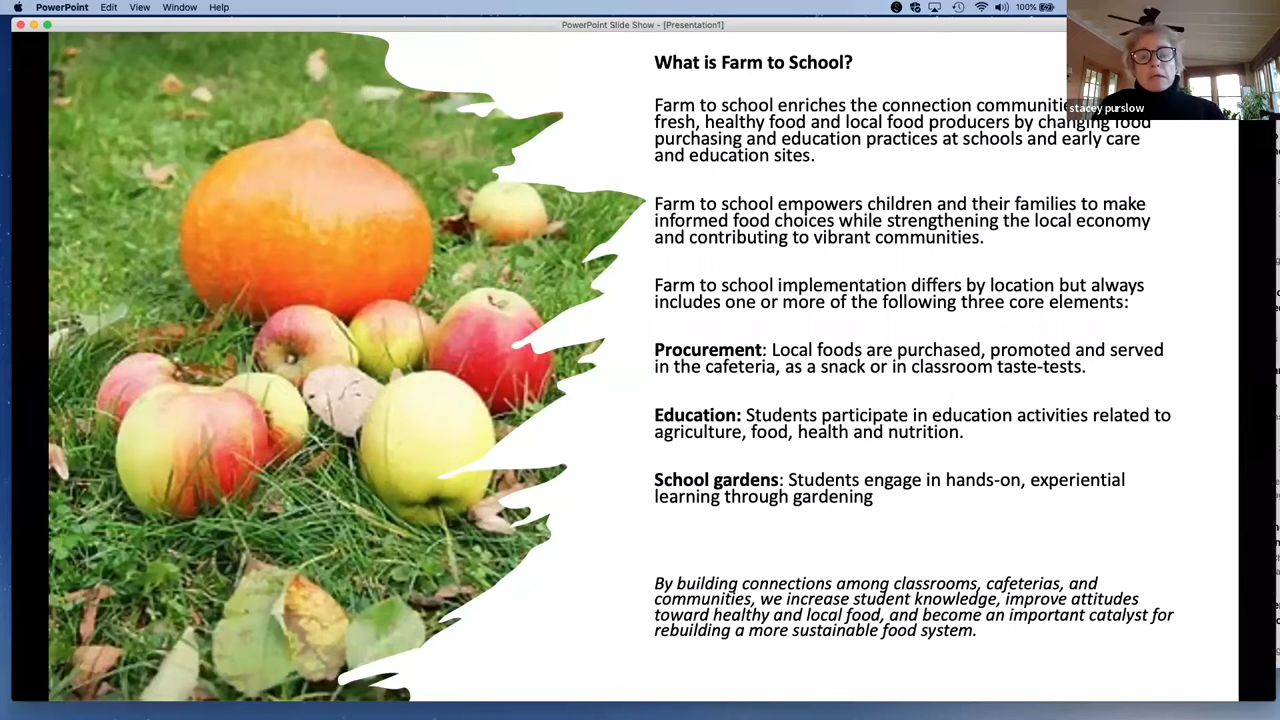 PowerPoint Edit View Window Help
100%
PowerPoint Slide Show - [Presentation1]
stacey purslow
What is Farm to School?
Farm to school enriches the connection communities
fresh, healthy food and local food producers by changing food
purchasing and education practices at schools and early care
and education sites.
Farm to school empowers children and their families to make
informed food choices while strengthening the local economy
and contributing to vibrant communities.
Farm to school implementation differs by location but always
includes one or more of the following three core elements:
Procurement: Local foods are purchased, promoted and served
in the cafeteria, as a snack or in classroom taste-tests.
Education: Students participate in education activities related to
agriculture, food, health and nutrition.
School gardens: Students engage in hands-on, experiential
learning through gardening
By building connections among classrooms, cafeterias, and
communities, we increase student knowledge, improve attitudes
toward healthy and local food, and become an important catalyst for
rebuilding a more sustainable food system.